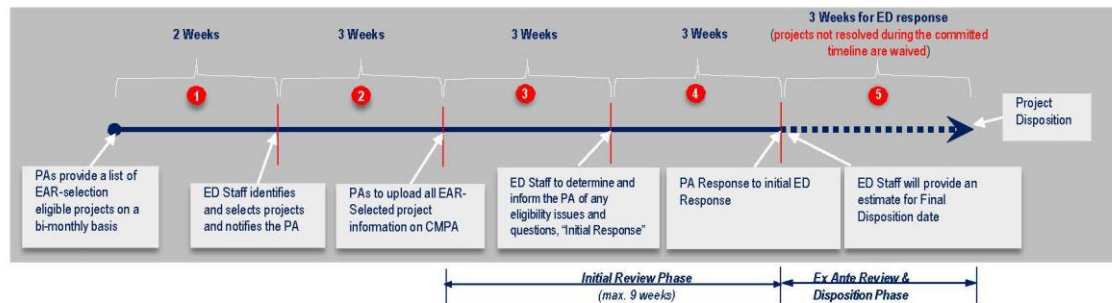 3 Weeks for ED response
(projects not resolved during the committed
timeline are waived)
2 Weeks
3 Weeks
3 Weeks
3 Weeks
1
2
3
4
5
Project
Disposition
PAs provide a list of
EAR-selection
eligible projects on a
bi-monthly basis
ED Staff identifies
and selects projects
and notifies the PA
PAs to upload all EAR-
Selected project
information on CMPA
ED Staff to determine and
inform the PA of any
eligibility issues and
questions, "Initial Response"
PA Response to initial ED
Response
ED Staff will provide an
estimate for Final
Disposition date
Initial Review Phase
(max. 9 weeks)
Ex Ante Review &
Disposition Phase